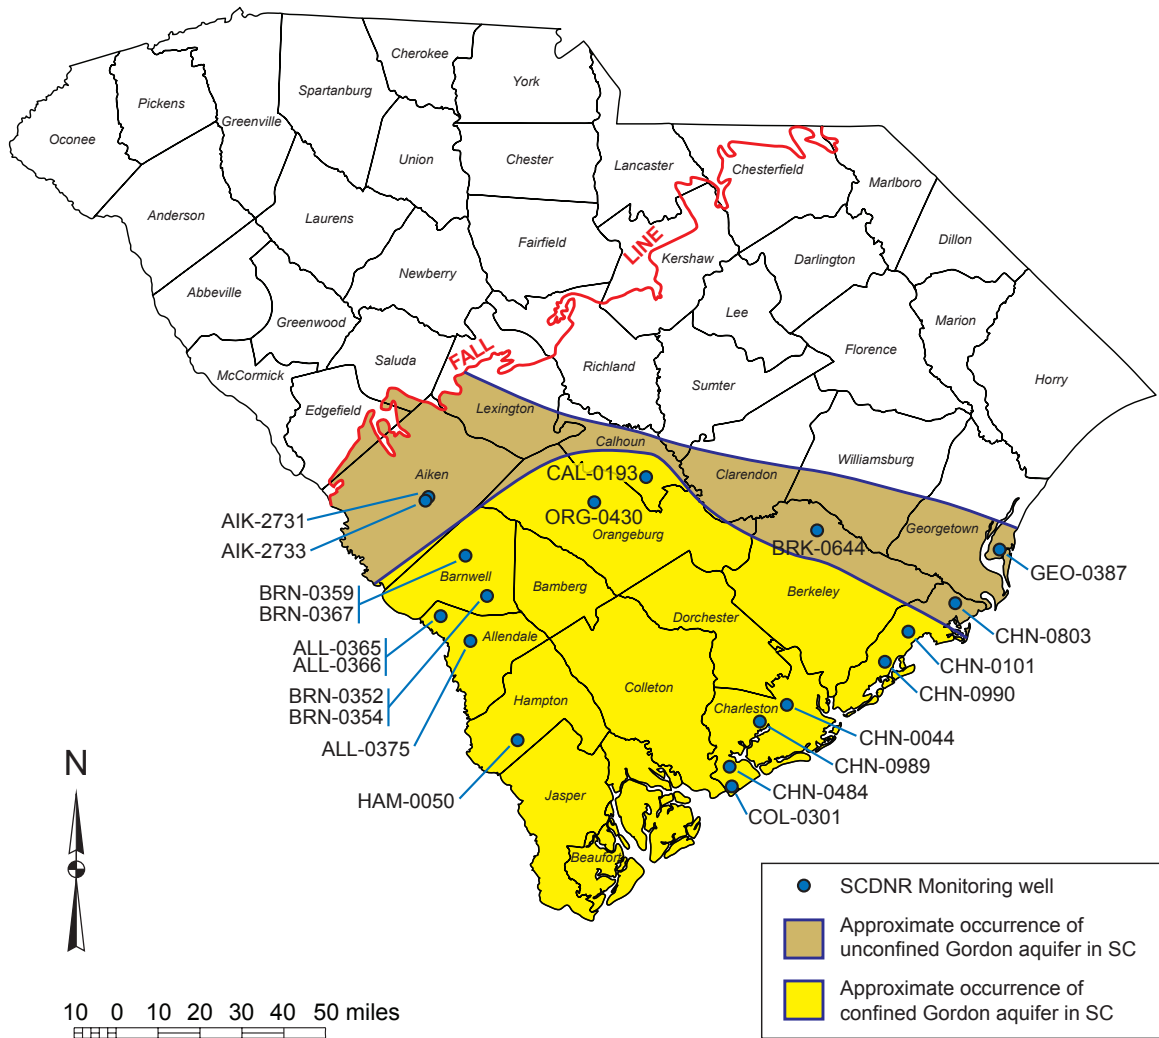 Cherokee
York
Spartanburg
Pickens
Greenville
Oconee
Union
Chester
Lancaster
Chesterfield
Marlboro
Anderson
Laurens
Fairfield
LINE
Kershaw
Dillon
Darlington
Newberry
Abbeville
Greenwood
Lee
Marion
Florence
FALL
Saluda
Richland
McCormick
Sumter
Horry
Edgefield
Lexington
Calhoun
Williamsburg
Aiken
CAL-0193
Clarendon
AIK-2731
ORG-0430
Orangeburg
Georgetown
AIK-2733
BRK-0644
GEO-0387
Barnwell
Bamberg
Berkeley
BRN-0359
BRN-0367
Dorchester
CHN-0803
Allendale
ALL-0365
ALL-0366
CHN-0101
CHN-0990
BRN-0352
BRN-0354
Colleton
Hampton
Charleston
CHN-0044
ALL-0375
CHN-0989
N
HAM-0050
Jasper
CHN-0484
COL-0301
Beaufort
SCDNR Monitoring well
Approximate occurrence of
unconfined Gordon aquifer in SC
Approximate occurrence of
confined Gordon aquifer in SC
10 0 10 20 30 40 50 miles